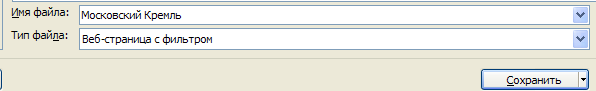 Имя файла: Московский Кремль
Тип файла: Веб-страница с фильтром
Сохранить